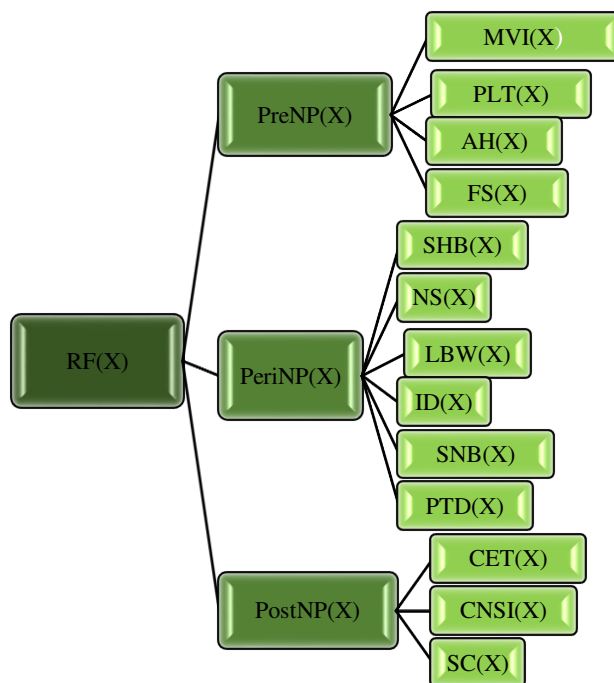 RF(X)
PreNP(X)
MVI(X)
PLT(X)
AH(X)
FS(X)
PeriNP(X)
SHB(X)
NS(X)
LBW(X)
ID(X)
SNB(X)
PTD(X)
PostNP(X)
CET(X)
CNSI(X)
SC(X)